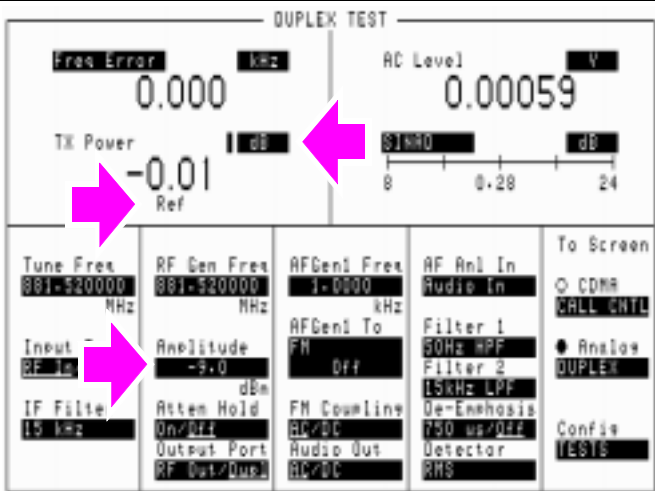 DUPLEX TEST
Freq Error kHz
0.000
TX Power dB
-0.01
Ref
AC Level V
0.00059
SINAD dB
8 0.28 24
Tune Freq
881.520000
MHz
RF
IF Filter
15 kHz
RF Gen Freq
881.520000
MHz
Amplitude
-9.0
dBm
Atten Hold
On/Off
Output Port
RF Out/Dupl
AFGen1 Freq
1.0000
kHz
AFGen1 To
FM
Off
FM Coupling
AC/DC
Audio Out
AC/DC
AF Anl In
Audio In
Filter 1
50Hz HPF
Filter 2
15kHz LPF
De-Emphasis
750 us/Off
Detector
RMS
To Screen
CDMA
CALL CNTL
Analog
DUPLEX
Config
TESTS